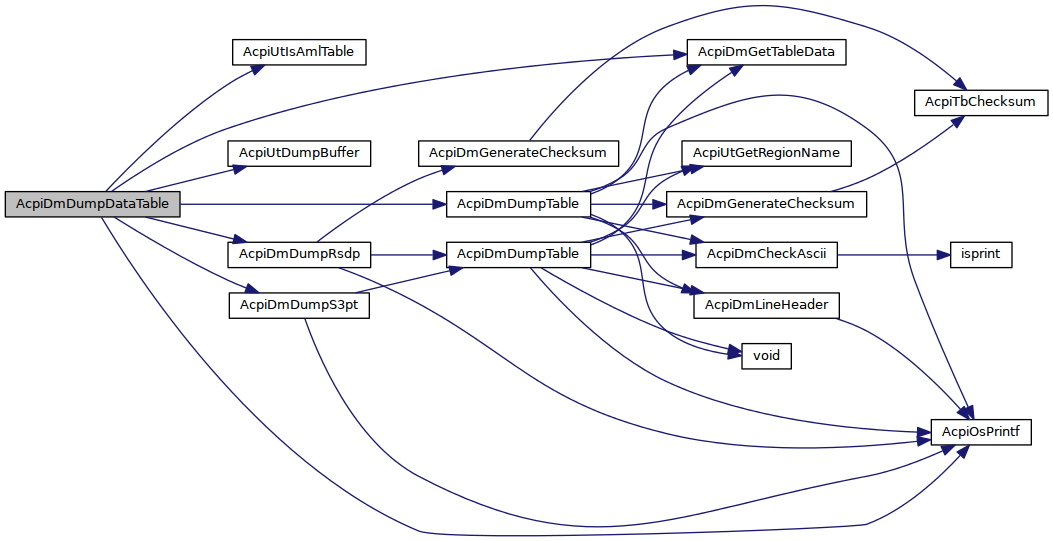 AcpiUtIsAmlTable
AcpiDmGetTableData
AcpiTbChecksum
AcpiUtDumpBuffer
AcpiDmGenerateChecksum
AcpiUtGetRegionName
AcpiDmDumpDataTable
AcpiDmDumpTable
AcpiDmGenerateChecksum
AcpiDmDumpRsdp
AcpiDmDumpTable
AcpiDmCheckAscii
isprint
AcpiDmDumpS3pt
AcpiDmLineHeader
void
AcpiOsPrintf